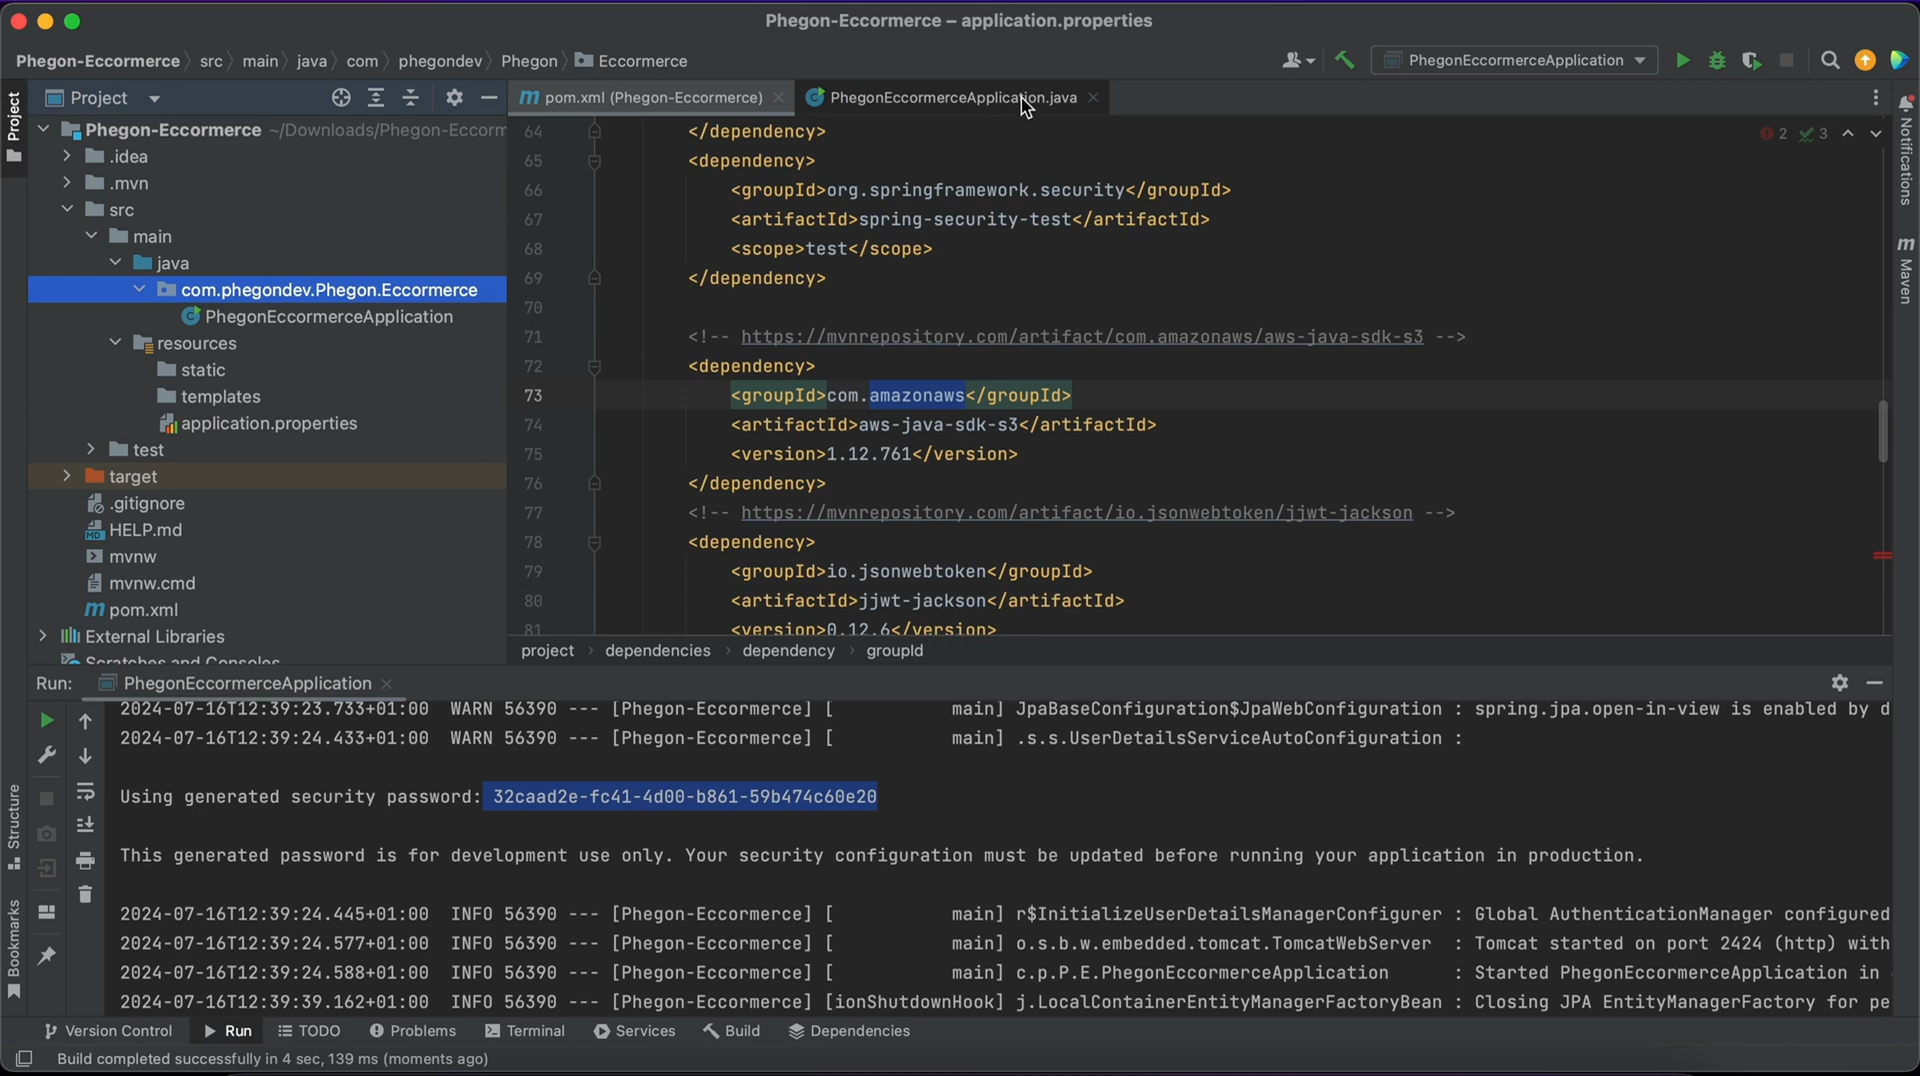 Phegon-Eccormerce – application.properties
Phegon-Eccormerce
src
main
java
com
phegondev
Phegon
Eccormerce
PhegonEccormerceApplication
Project
Project
pom.xml (Phegon-Eccormerce)
PhegonEccormerceApplication.java
Phegon-Eccormerce ~/Downloads/Phegon-Eccorm
.idea
.mvn
src
main
java
com.phegondev.Phegon.Eccormerce
PhegonEccormerceApplication
resources
static
templates
application.properties
test
target
.gitignore
HELP.md
mvnw
mvnw.cmd
pom.xml
External Libraries
Scratches and Consoles
2 3
64 </dependency>
65 <dependency>
66 <groupId>org.springframework.security</groupId>
67 <artifactId>spring-security-test</artifactId>
68 <scope>test</scope>
69 </dependency>
70
71 <!-- https://mvnrepository.com/artifact/com.amazonaws/aws-java-sdk-s3 -->
72 <dependency>
73 <groupId>com.amazonaws</groupId>
74 <artifactId>aws-java-sdk-s3</artifactId>
75 <version>1.12.761</version>
76 </dependency>
77 <!-- https://mvnrepository.com/artifact/io.jsonwebtoken/jjwt-jackson -->
78 <dependency>
79 <groupId>io.jsonwebtoken</groupId>
80 <artifactId>jjwt-jackson</artifactId>
81 <version>0.12.6</version>
project
dependencies
dependency
groupId
Notifications
Maven
Run:
PhegonEccormerceApplication
2024-07-16T12:39:23.733+01:00 WARN 56390 --- [Phegon-Eccormerce] [ main] JpaBaseConfiguration$JpaWebConfiguration : spring.jpa.open-in-view is enabled by d
2024-07-16T12:39:24.433+01:00 WARN 56390 --- [Phegon-Eccormerce] [ main] .s.s.UserDetailsServiceAutoConfiguration :
Using generated security password: 32caad2e-fc41-4d00-b861-59b474c60e20
This generated password is for development use only. Your security configuration must be updated before running your application in production.
2024-07-16T12:39:24.445+01:00 INFO 56390 --- [Phegon-Eccormerce] [ main] r$InitializeUserDetailsManagerConfigurer : Global AuthenticationManager configured
2024-07-16T12:39:24.577+01:00 INFO 56390 --- [Phegon-Eccormerce] [ main] o.s.b.w.embedded.tomcat.TomcatWebServer : Tomcat started on port 2424 (http) with
2024-07-16T12:39:24.588+01:00 INFO 56390 --- [Phegon-Eccormerce] [ main] c.p.P.E.PhegonEccormerceApplication : Started PhegonEccormerceApplication in
2024-07-16T12:39:39.162+01:00 INFO 56390 --- [Phegon-Eccormerce] [ionShutdownHook] j.LocalContainerEntityManagerFactoryBean : Closing JPA EntityManagerFactory for pe
Structure
Bookmarks
Version Control
Run
TODO
Problems
Terminal
Services
Build
Dependencies
Build completed successfully in 4 sec, 139 ms (moments ago)